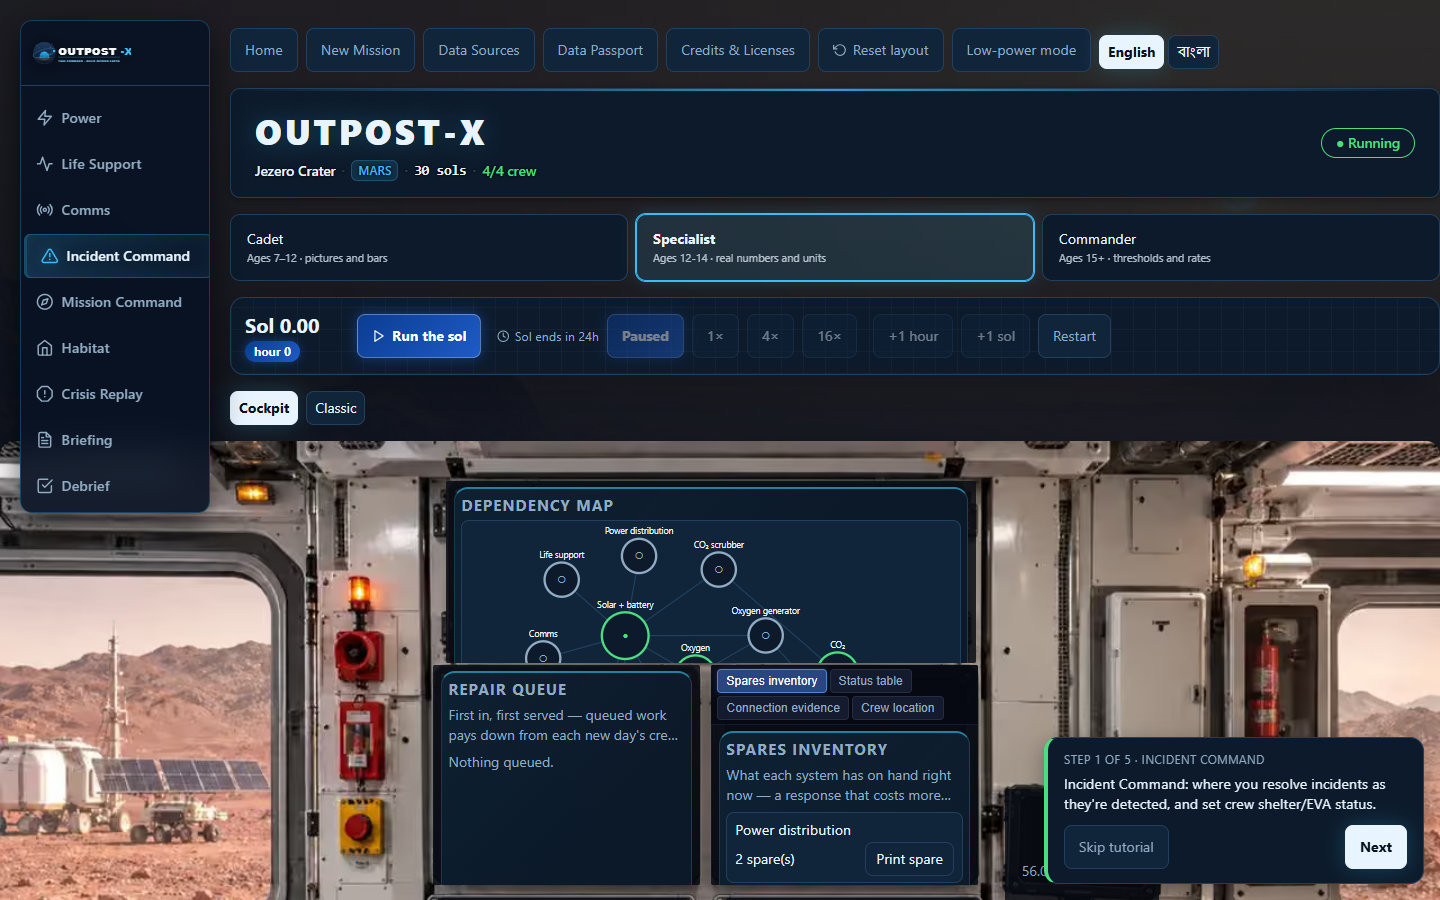 OUTPOST -X
Power
Life Support
Comms
Incident Command
Mission Command
Habitat
Crisis Replay
Briefing
Debrief
Home
New Mission
Data Sources
Data Passport
Credits & Licenses
Reset layout
Low-power mode
English
বাংলা
OUTPOST-X
Jezero Crater · MARS · 30 sols · 4/4 crew
● Running
Cadet
Ages 7–12 · pictures and bars
Specialist
Ages 12-14 · real numbers and units
Commander
Ages 15+ · thresholds and rates
Sol 0.00
hour 0
Run the sol
Sol ends in 24h
Paused
1×
4×
16×
+1 hour
+1 sol
Restart
Cockpit
Classic
DEPENDENCY MAP
Power distribution
CO₂ scrubber
Life support
Solar + battery
Oxygen generator
Comms
Oxygen
CO₂
REPAIR QUEUE
First in, first served — queued work
pays down from each new day's cre...
Nothing queued.
Spares inventory
Status table
Connection evidence
Crew location
SPARES INVENTORY
What each system has on hand right
now — a response that costs more...
Power distribution
2 spare(s)
Print spare
56.0
STEP 1 OF 5 · INCIDENT COMMAND
Incident Command: where you resolve incidents as
they're detected, and set crew shelter/EVA status.
Skip tutorial
Next